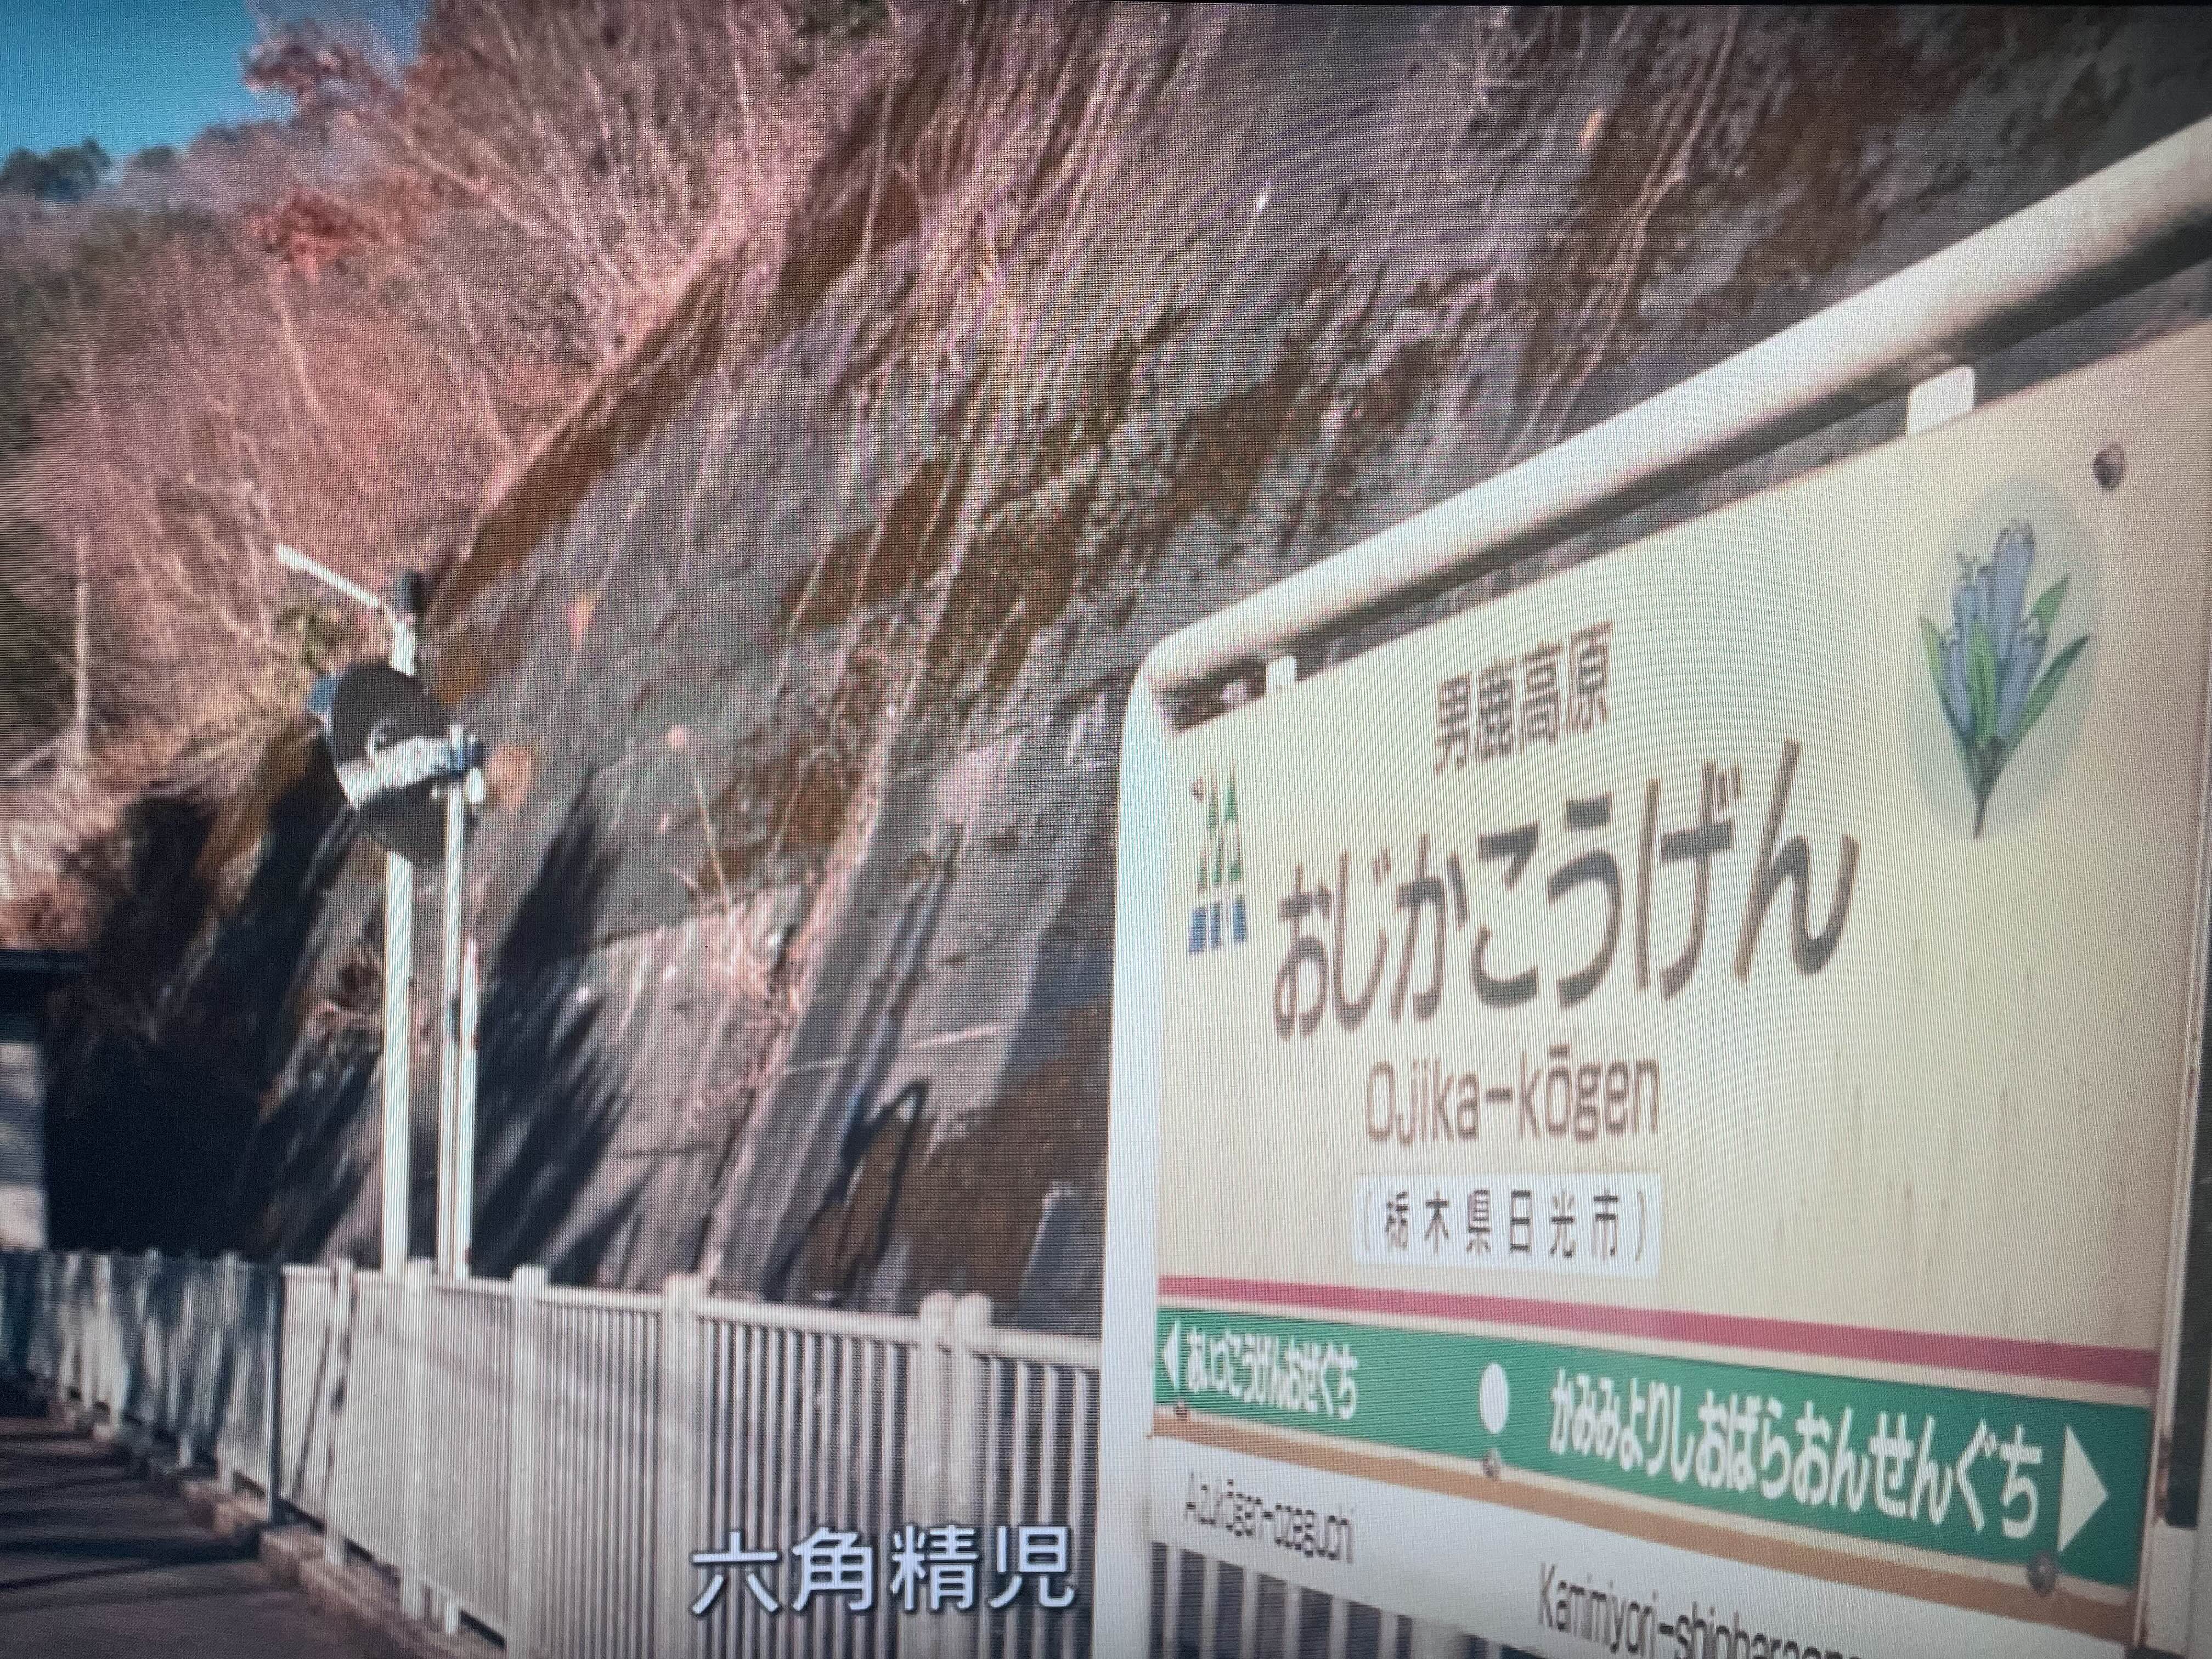 男鹿高原
おじかこうげん
Ojika-kōgen
(栃木県日光市)
あいづこうげんおぜぐち
かみみよりしおばらおんせんぐち
六角精児